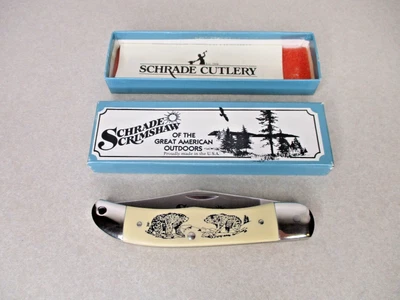 SCHRADE CUTLERY
SCHRADE
SCRIMSHAW
OF THE
GREAT AMERICAN
OUTDOORS
Proudly made in the U.S.A.